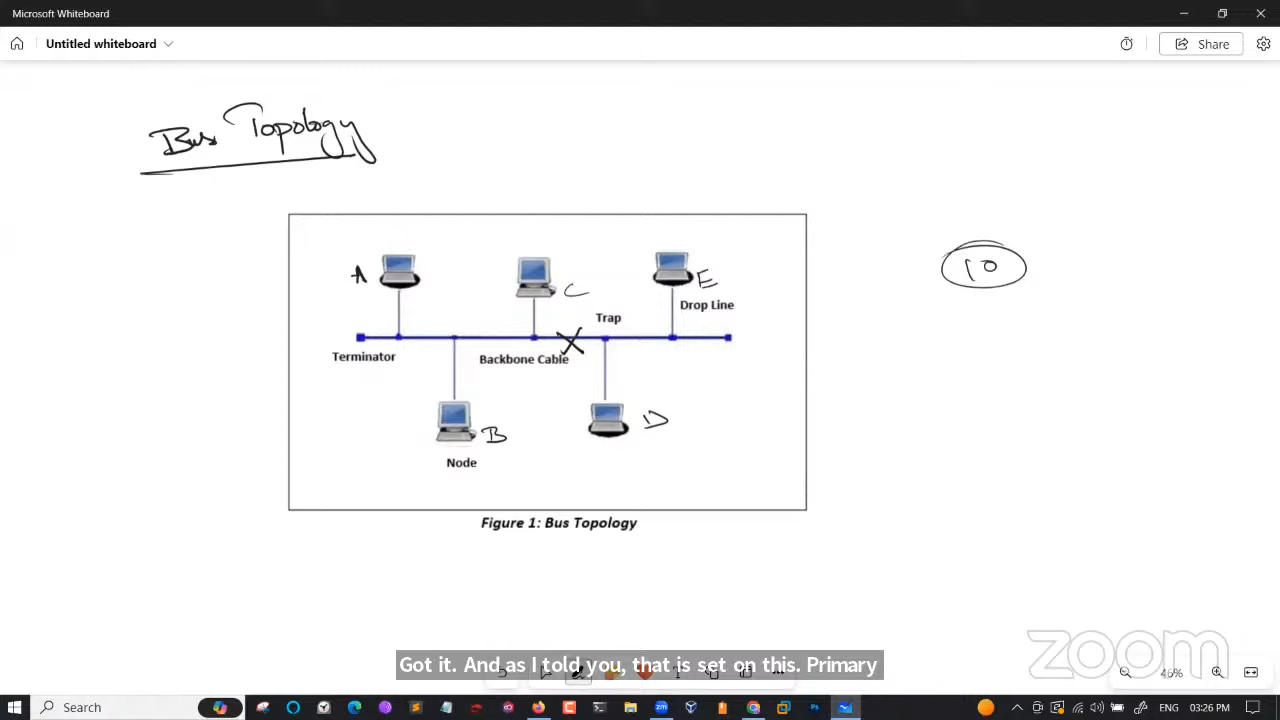 Microsoft Whiteboard
Untitled whiteboard
Share
Bus Topology
A
C
E
10
Drop Line
Trap
Terminator
Backbone Cable
B
D
Node
Figure 1: Bus Topology
zoom
Got it. And as I told you, that is set on this. Primary
46%
Search
ENG
03:26 PM